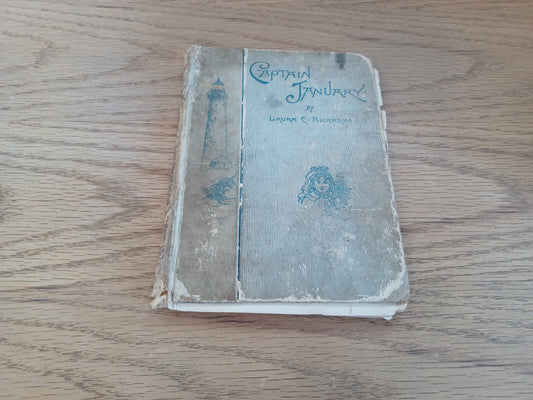 CAPTAIN
JANUARY
BY
LAURA E. RICHARDS